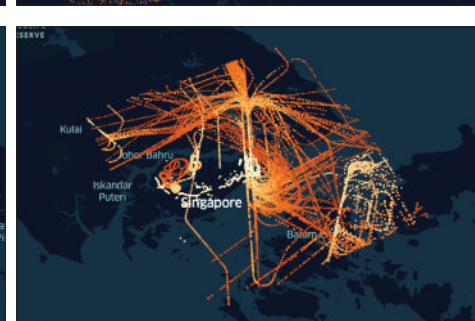 ESERVE
Kulai
Johor Bahru
Iskandar
Puteri
Singapore
Batam